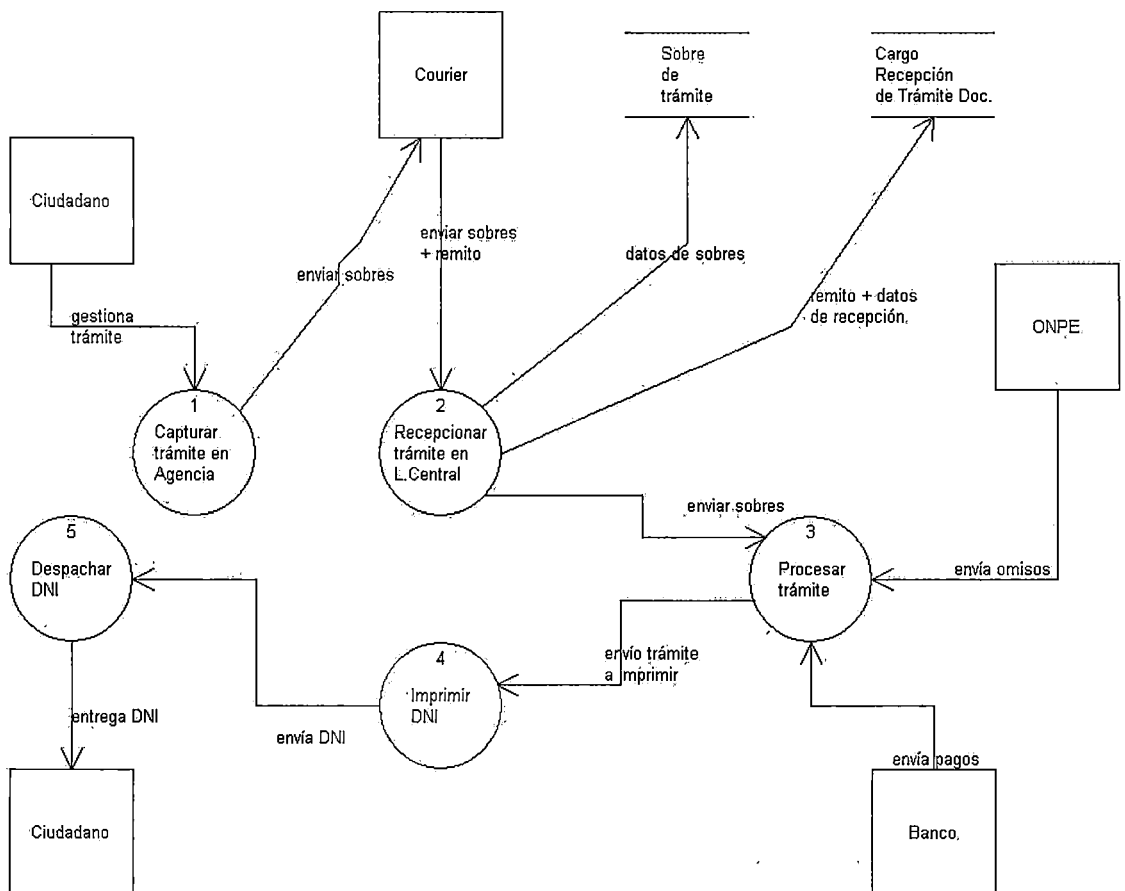 Courier
Sobre
de
trámite
Cargo
Recepción
de Trámite Doc.
Ciudadano
enviar sobres
+ remito
enviar sobres
datos de sobres
remito + datos
de recepción.
ONPE
gestiona
trámite
1
Capturar
trámite en
Agencia
2
Recepcionar
trámite en
L.Central
enviar sobres
3
Procesar
trámite
envía omisos
5
Despachar
DNI
4
Imprimir
DNI
envío trámite
a imprimir
entrega DNI
envía DNI
envía pagos
Ciudadano
Banco